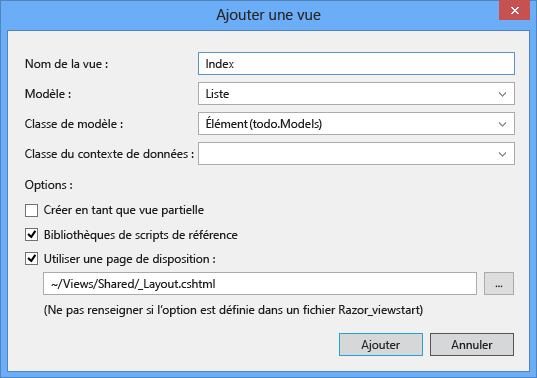 Ajouter une vue
Nom de la vue : Index
Modèle : Liste
Classe de modèle : Élément(todo.Models)
Classe du contexte de données :
Options :
Créer en tant que vue partielle
Bibliothèques de scripts de référence
Utiliser une page de disposition :
~/Views/Shared/_Layout.cshtml ...
(Ne pas renseigner si l'option est définie dans un fichier Razor_viewstart)
Ajouter Annuler